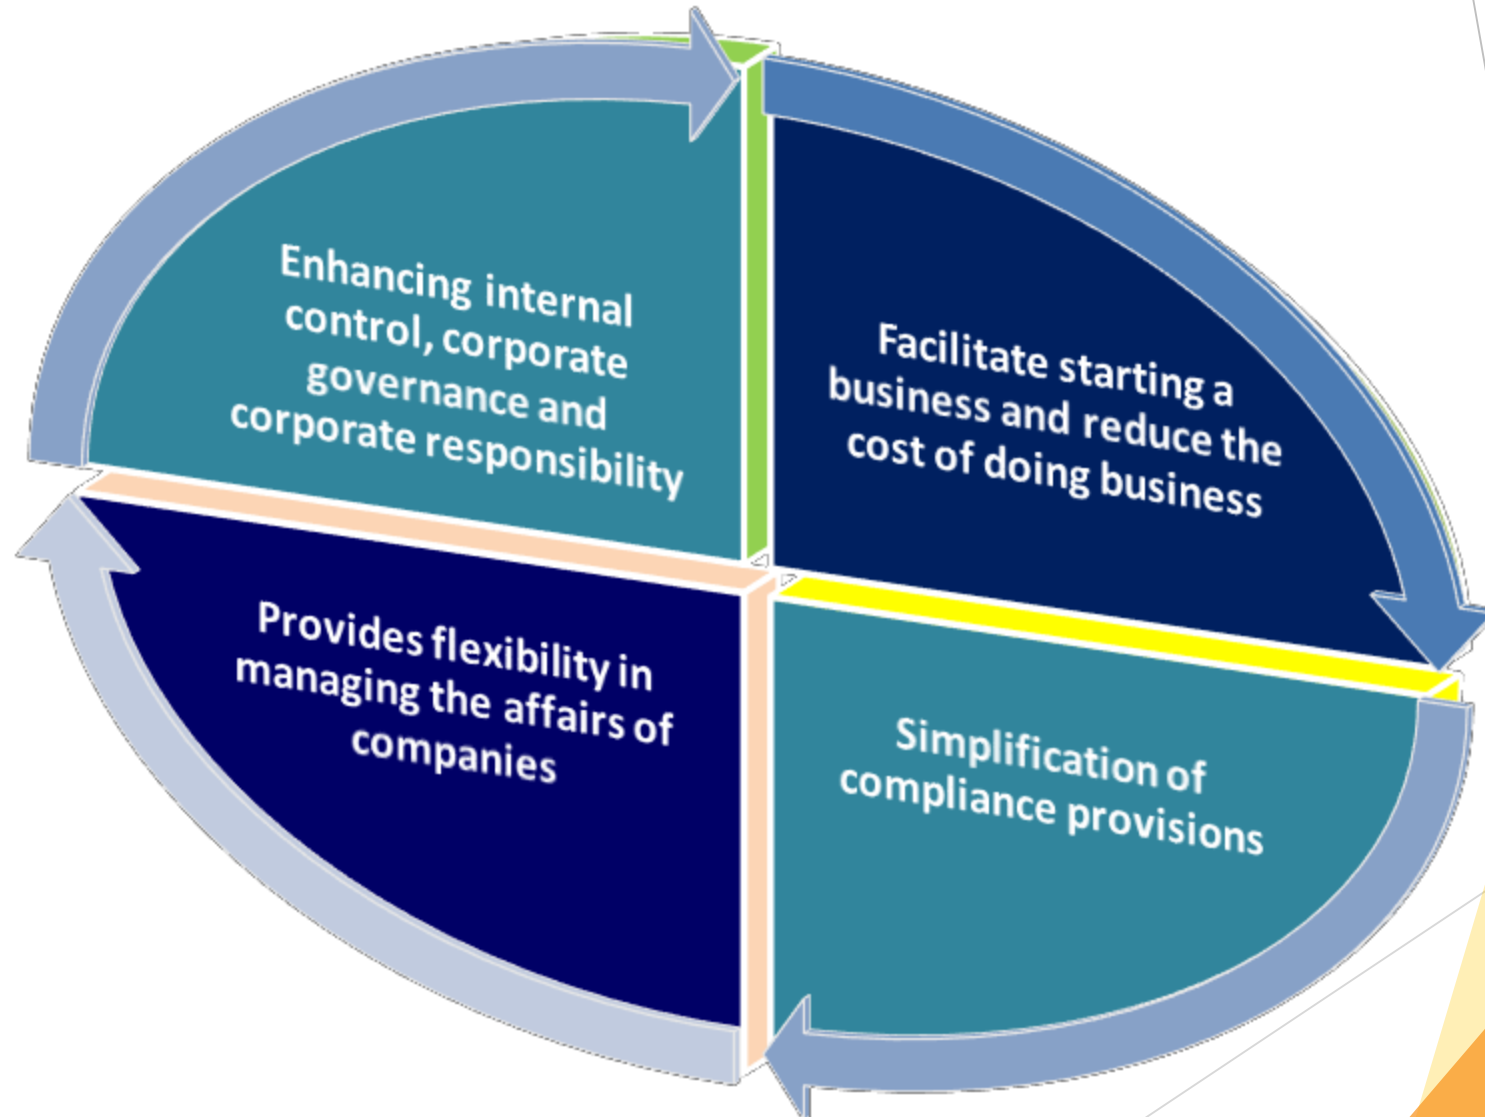 Enhancing internal
control, corporate
governance and
corporate responsibility
Facilitate starting a
business and reduce the
cost of doing business
Provides flexibility in
managing the affairs of
companies
Simplification of
compliance provisions